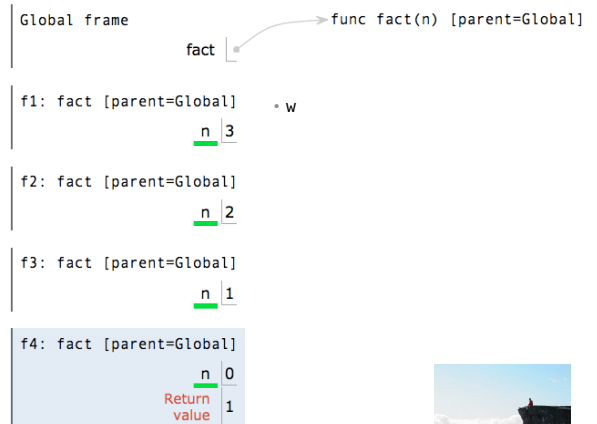 Global frame
func fact(n) [parent=Global]
fact
f1: fact [parent=Global]
• w
n 3
f2: fact [parent=Global]
n 2
f3: fact [parent=Global]
n 1
f4: fact [parent=Global]
n 0
Return
value 1